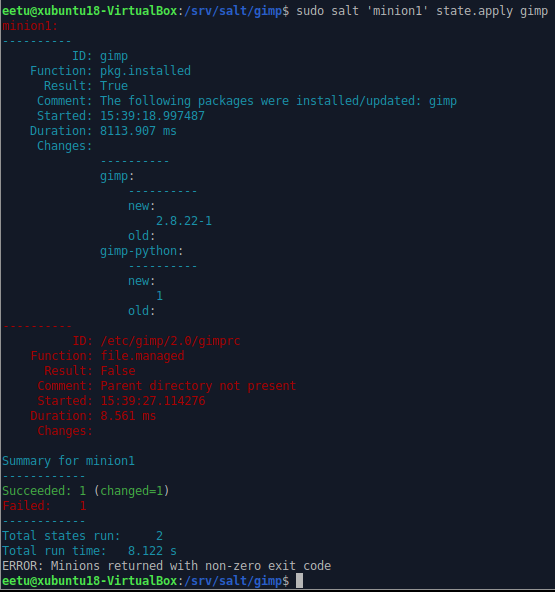 eetu@xubuntu18-VirtualBox:/srv/salt/gimp$ sudo salt 'minion1' state.apply gimp
minion1:
----------
          ID: gimp
    Function: pkg.installed
      Result: True
     Comment: The following packages were installed/updated: gimp
     Started: 15:39:18.997487
    Duration: 8113.907 ms
     Changes:
              ----------
              gimp:
                  ----------
                  new:
                      2.8.22-1
                  old:
              gimp-python:
                  ----------
                  new:
                      1
                  old:
----------
          ID: /etc/gimp/2.0/gimprc
    Function: file.managed
      Result: False
     Comment: Parent directory not present
     Started: 15:39:27.114276
    Duration: 8.561 ms
     Changes:

Summary for minion1
------------
Succeeded: 1 (changed=1)
Failed:    1
------------
Total states run:     2
Total run time:   8.122 s
ERROR: Minions returned with non-zero exit code
eetu@xubuntu18-VirtualBox:/srv/salt/gimp$